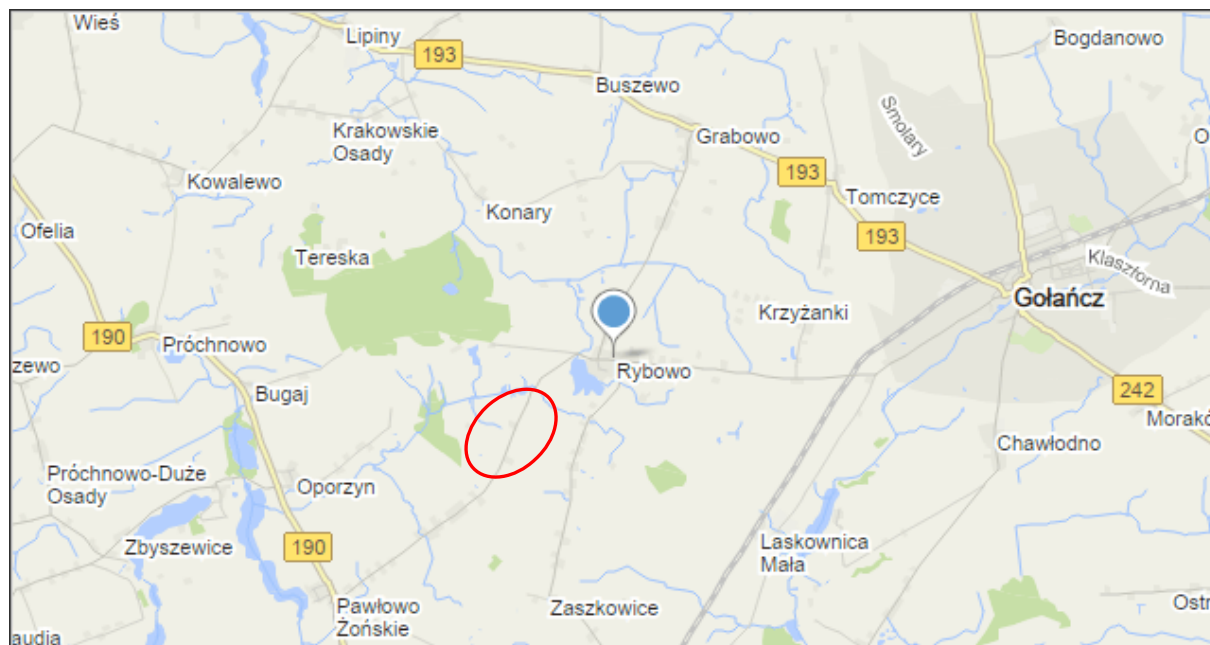 Wieś
Lipiny
193
Bogdanowo
Buszewo
Smolary
Krakowskie
Osady
Grabowo
193
Kowalewo
Tomczyce
Konary
Ofelia
193
Tereska
Klasztorna
Gołańcz
Krzyżanki
190
Próchnowo
zewo
Rybowo
Bugaj
242
Morakó
Chawłodno
Próchnowo-Duże
Osady
Oporzyn
Zbyszewice
190
Laskownica
Mała
Pawłowo
Żońskie
Zaszkowice
Ostr
audia